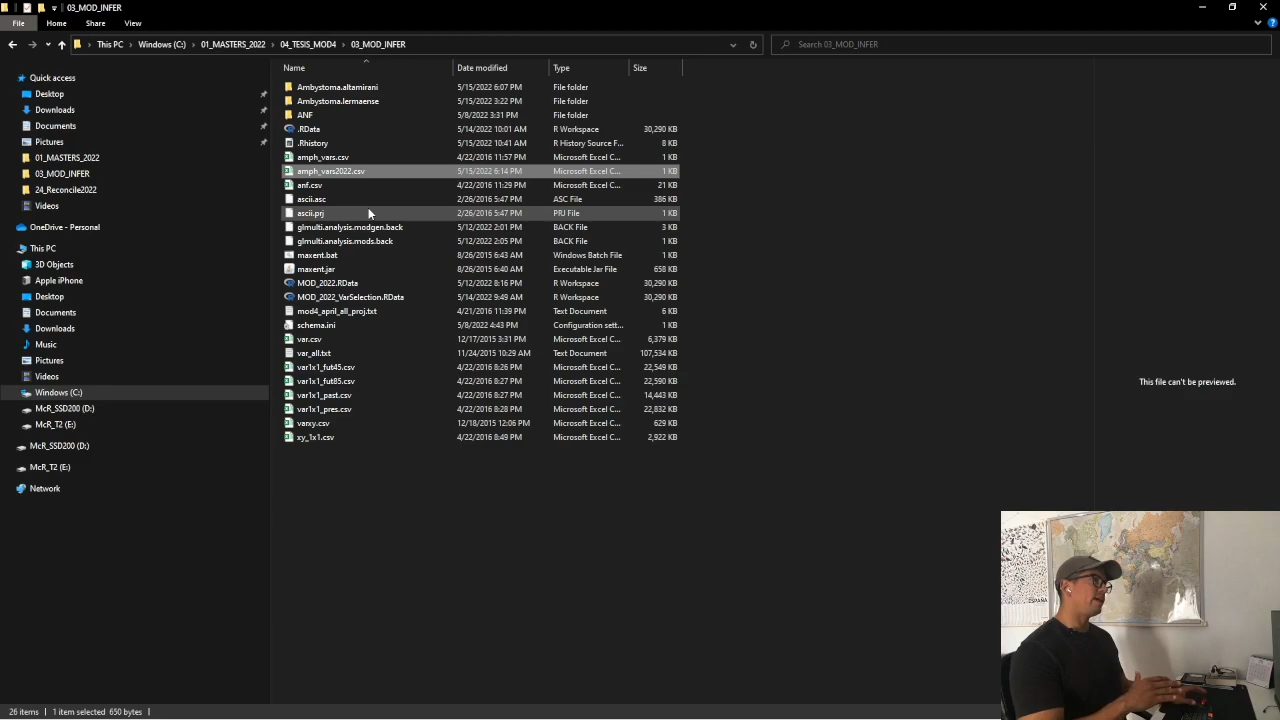 03_MOD_INFER
File Home Share View
This PC Windows (C:) 01_MASTERS_2022 04_TESIS_MOD4 03_MOD_INFER Search 03_MOD_INFER
Name Date modified Type Size
Quick access
Desktop
Downloads
Documents
Pictures
01_MASTERS_2022
03_MOD_INFER
24_Reconcile2022
Videos
OneDrive - Personal
This PC
3D Objects
Apple iPhone
Desktop
Documents
Downloads
Music
Pictures
Videos
Windows (C:)
McR_SSD200 (D:)
McR_T2 (E:)
McR_SSD200 (D:)
McR_T2 (E:)
Network
Ambystoma.altamirani 5/15/2022 6:07 PM File folder
Ambystoma.lermaense 5/15/2022 3:22 PM File folder
ANF 5/8/2022 3:31 PM File folder
.RData 5/14/2022 10:01 AM R Workspace 30,290 KB
.Rhistory 5/15/2022 10:41 AM R History Source F... 8 KB
amph_vars.csv 4/22/2016 11:57 PM Microsoft Excel C... 1 KB
amph_vars2022.csv 5/15/2022 6:14 PM Microsoft Excel C... 1 KB
anf.csv 4/22/2016 11:29 PM Microsoft Excel C... 21 KB
ascii.asc 2/26/2016 5:47 PM ASC File 386 KB
ascii.prj 2/26/2016 5:47 PM PRJ File 1 KB
glmulti.analysis.modgen.back 5/12/2022 2:01 PM BACK File 3 KB
glmulti.analysis.mods.back 5/12/2022 2:05 PM BACK File 1 KB
maxent.bat 8/26/2015 6:43 AM Windows Batch File 1 KB
maxent.jar 8/26/2015 6:40 AM Executable Jar File 658 KB
MOD_2022.RData 5/12/2022 8:16 PM R Workspace 30,290 KB
MOD_2022_VarSelection.RData 5/14/2022 9:49 AM R Workspace 30,290 KB
mod4_april_all_proj.txt 4/21/2016 11:39 PM Text Document 6 KB
schema.ini 5/8/2022 4:43 PM Configuration sett... 1 KB
var.csv 12/17/2015 3:31 PM Microsoft Excel C... 6,379 KB
var_all.txt 11/24/2015 10:29 AM Text Document 107,534 KB
var1x1_fut45.csv 4/22/2016 8:26 PM Microsoft Excel C... 22,549 KB
var1x1_fut85.csv 4/22/2016 8:27 PM Microsoft Excel C... 22,590 KB
var1x1_past.csv 4/22/2016 8:27 PM Microsoft Excel C... 14,443 KB
var1x1_pres.csv 4/22/2016 8:28 PM Microsoft Excel C... 22,832 KB
varxy.csv 12/18/2015 12:06 PM Microsoft Excel C... 629 KB
xy_1x1.csv 4/22/2016 8:49 PM Microsoft Excel C... 2,922 KB
This file can't be previewed.
ESPAÑA
26 items 1 item selected 650 bytes